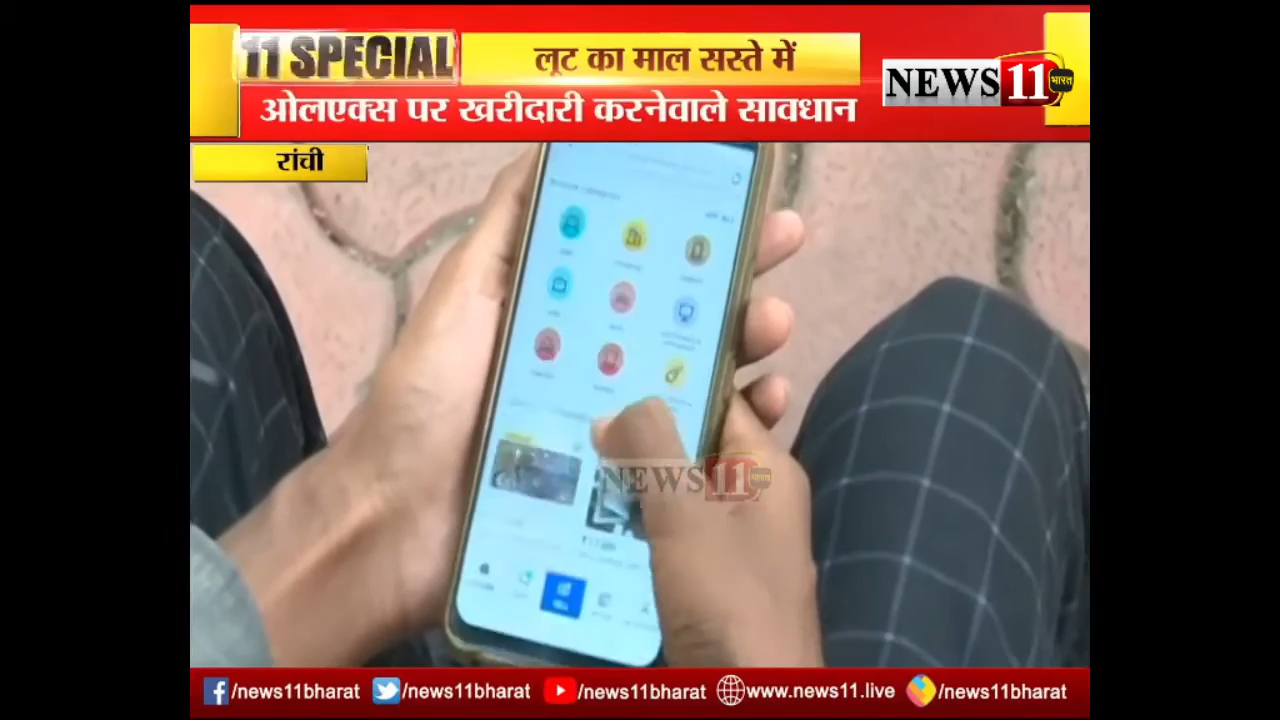 11 SPECIAL
लूट का माल सस्ते में
NEWS 11 भारत
ओलएक्स पर खरीदारी करनेवाले सावधान
रांची
NEWS 11 भारत
/news11bharat
/news11bharat
/news11bharat
www.news11.live
/news11bharat